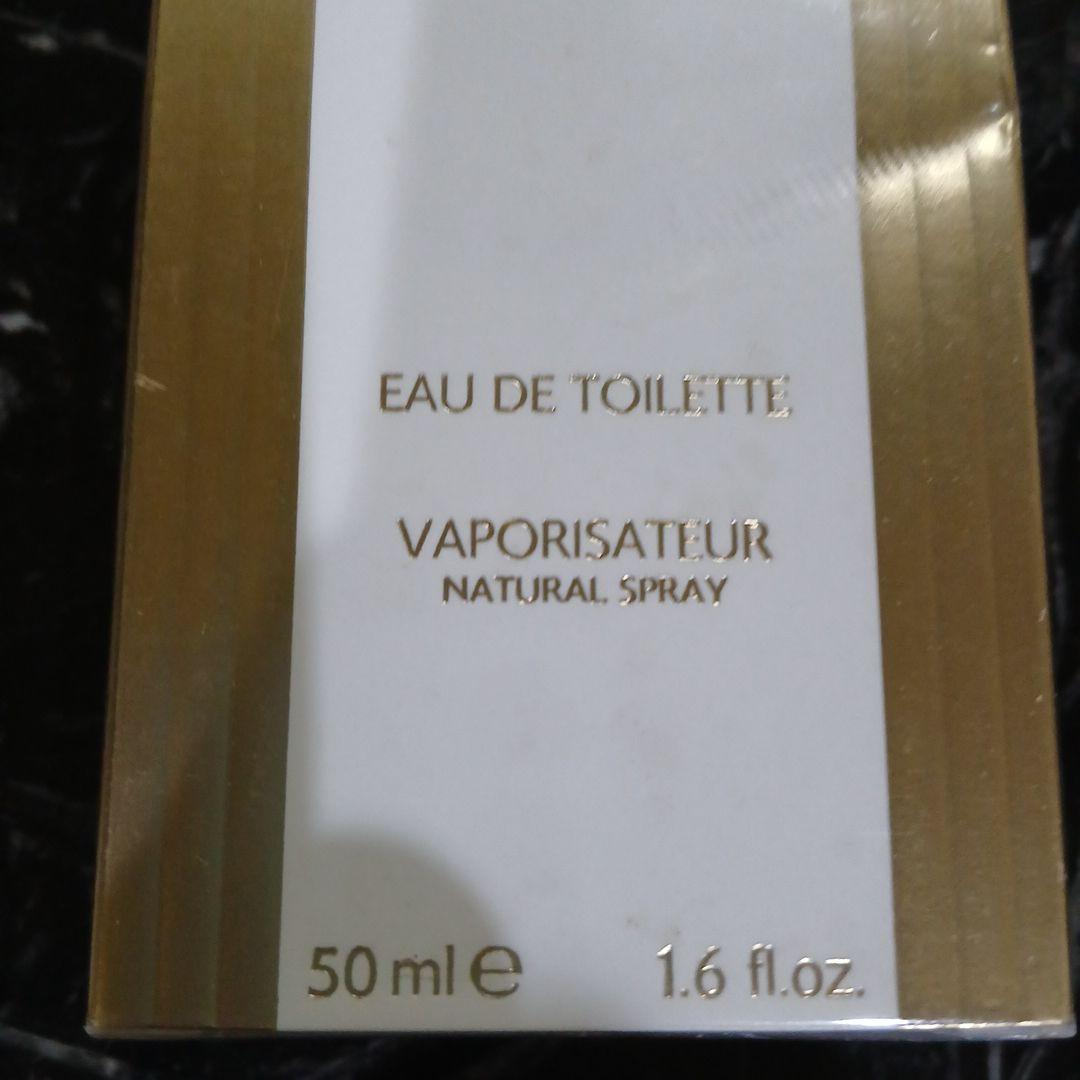 EAU DE TOILETTE
VAPORISATEUR
NATURAL SPRAY
50 ml e 1.6 fl.oz.